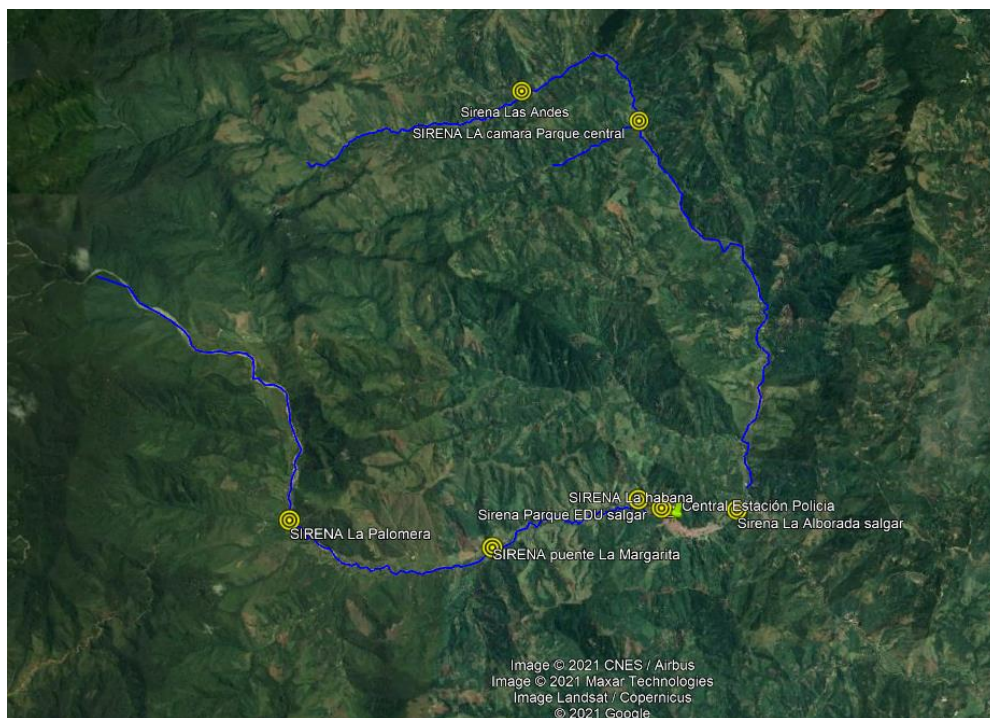 Sirena Las Andes
SIRENA LA camara Parque central
SIRENA La habana
Central Estación Policia
Sirena Parque EDU salgar
Sirena La Alborada salgar
SIRENA La Palomera
SIRENA puente La Margarita
Image © 2021 CNES / Airbus
Image © 2021 Maxar Technologies
Image Landsat / Copernicus
© 2021 Google